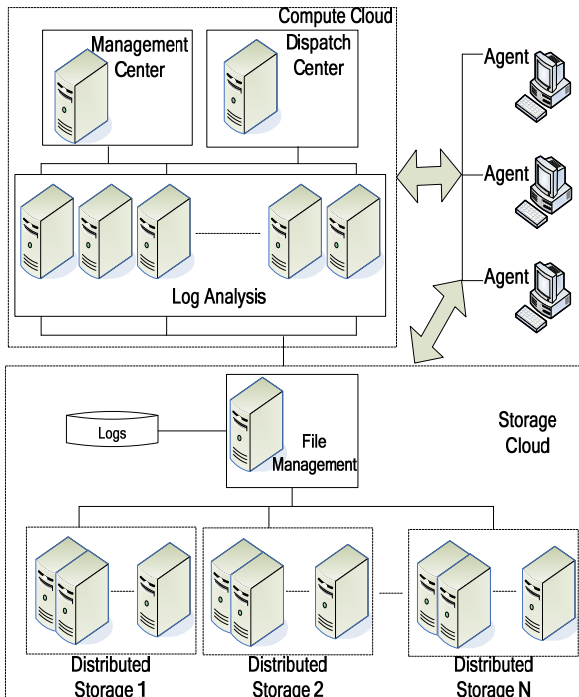 Compute Cloud
Management
Center
Dispatch
Center
Agent
Agent
Agent
Log Analysis
Logs
File
Management
Storage
Cloud
Distributed
Storage 1
Distributed
Storage 2
Distributed
Storage N